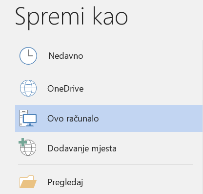 Spremi kao
Nedavno
OneDrive
Ovo računalo
Dodavanje mjesta
Pregledaj